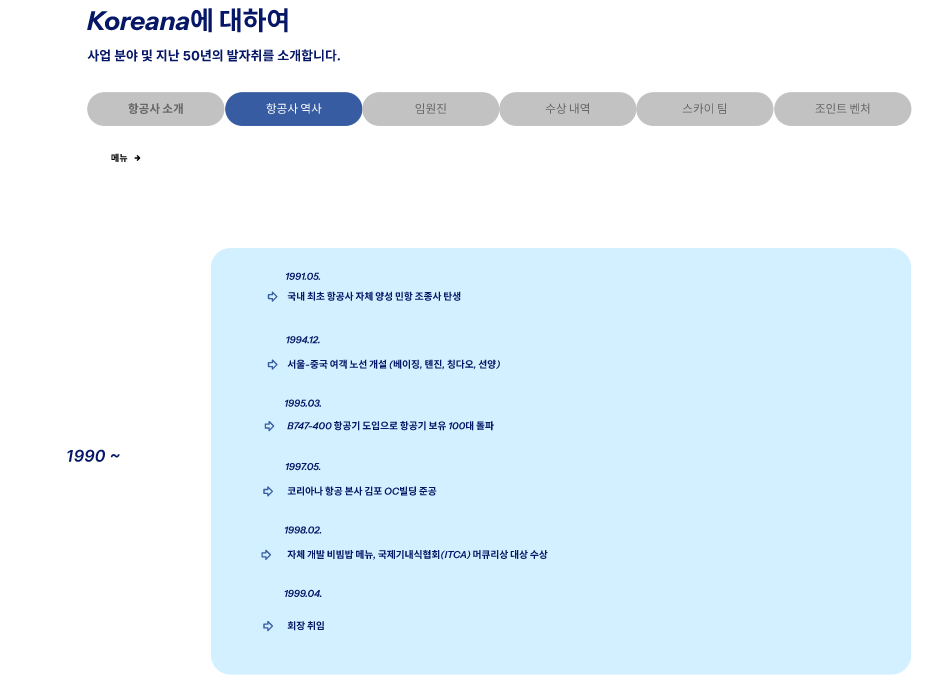 Koreana에 대하여
사업 분야 및 지난 50년의 발자취를 소개합니다.
항공사 소개
항공사 역사
임원진
수상 내역
스카이 팀
조인트 벤처
메뉴 →
1990 ~
1991.05.
국내 최초 항공사 자체 양성 민항 조종사 탄생
1994.12.
서울-중국 여객 노선 개설 (베이징, 톈진, 칭다오, 선양)
1995.03.
B747-400 항공기 도입으로 항공기 보유 100대 돌파
1997.05.
코리아나 항공 본사 김포 OC빌딩 준공
1998.02.
자체 개발 비빔밥 메뉴, 국제기내식협회(ITCA) 머큐리상 대상 수상
1999.04.
회장 취임